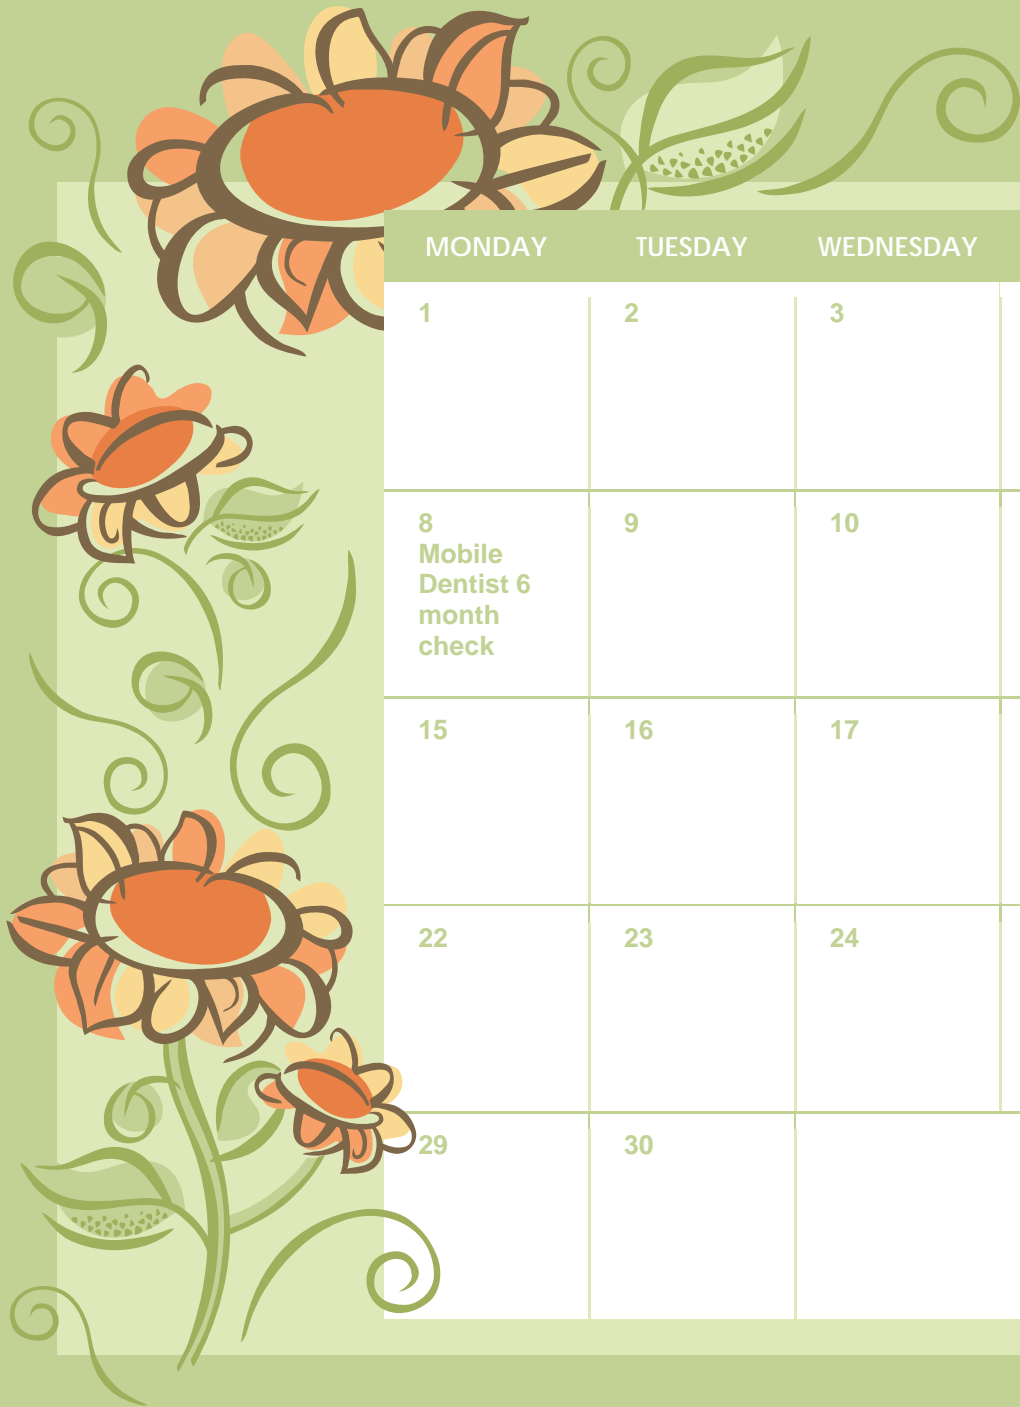 MONDAY TUESDAY WEDNESDAY
1 2 3
8 9 10
Mobile
Dentist 6
month
check
15 16 17
22 23 24
29 30